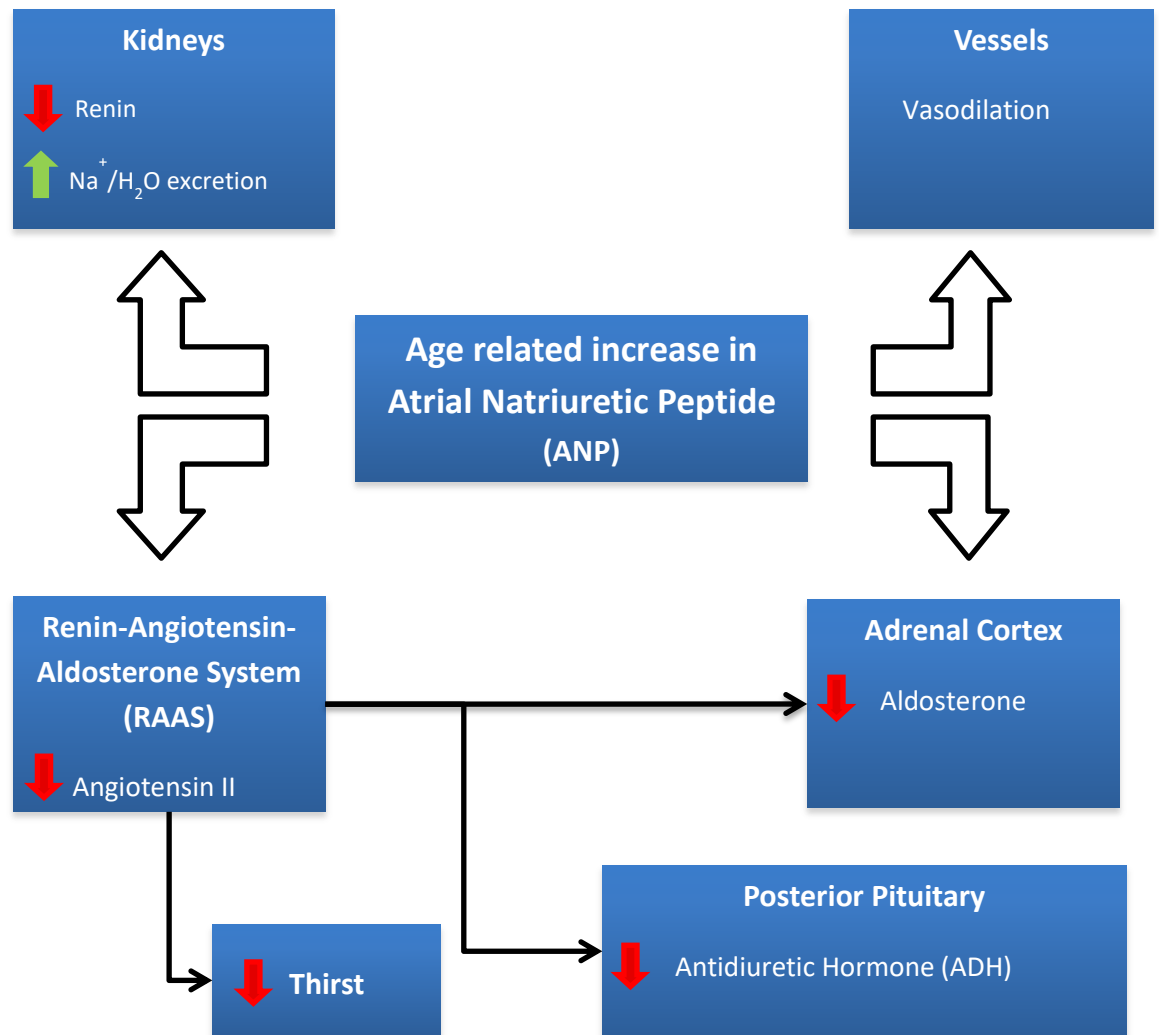 Kidneys
Renin
Na+/H2O excretion
Vessels
Vasodilation
Age related increase in
Atrial Natriuretic Peptide
(ANP)
Renin-Angiotensin-
Aldosterone System
(RAAS)
Angiotensin II
Adrenal Cortex
Aldosterone
Posterior Pituitary
Antidiuretic Hormone (ADH)
Thirst